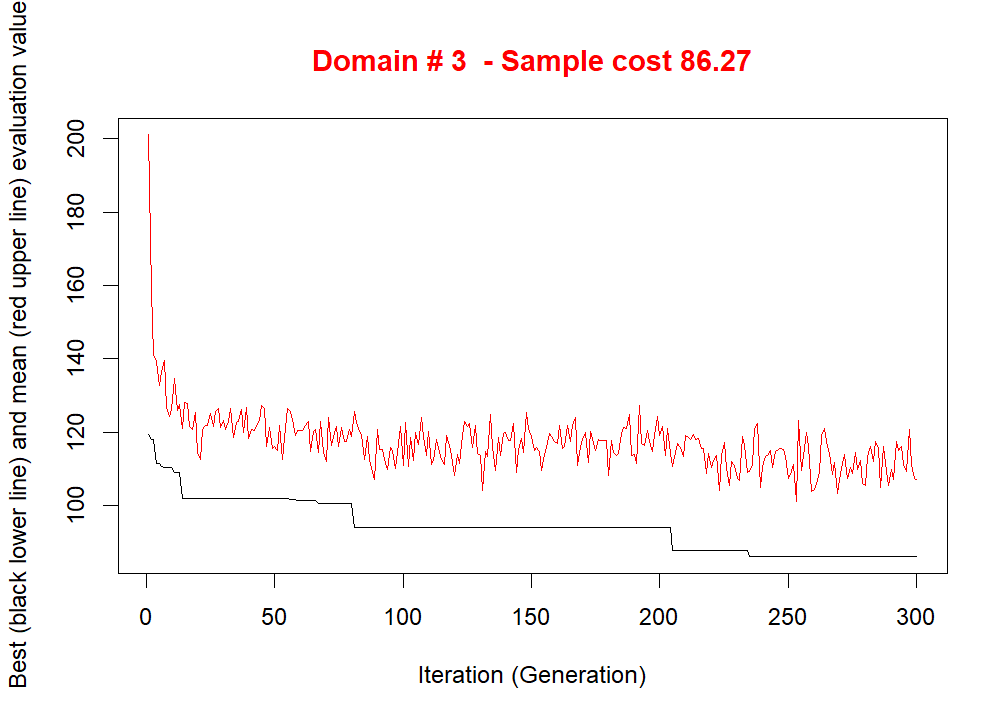 Domain # 3  - Sample cost 86.27
Best (black lower line) and mean (red upper line) evaluation value
200
180
160
140
120
100
0 50 100 150 200 250 300
Iteration (Generation)